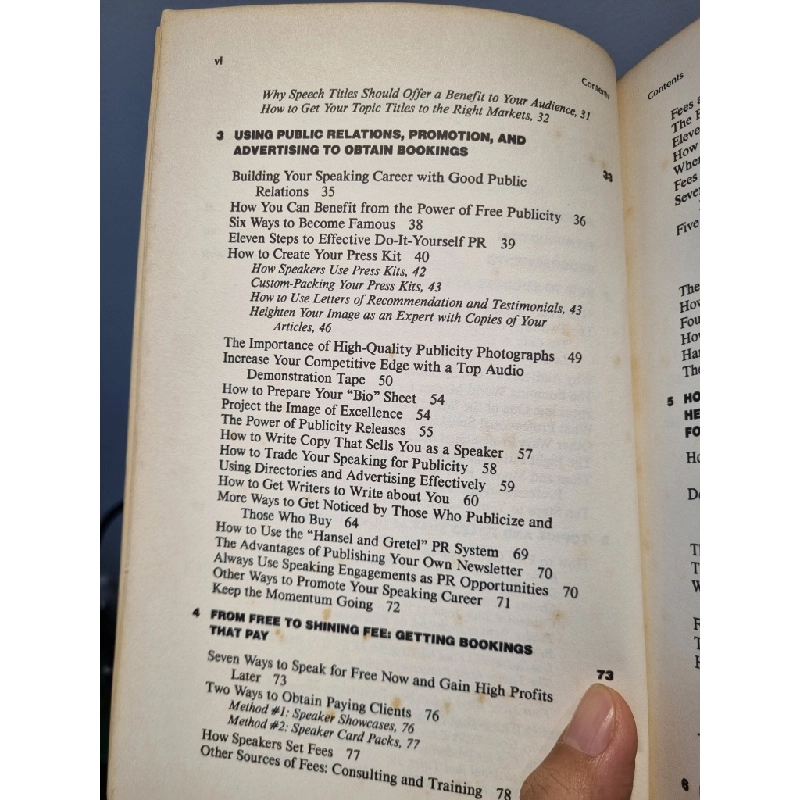 vi
Contents
Why Speech Titles Should Offer a Benefit to Your Audience, 31
How to Get Your Topic Titles to the Right Markets, 32
3 USING PUBLIC RELATIONS, PROMOTION, AND
ADVERTISING TO OBTAIN BOOKINGS 33
Building Your Speaking Career with Good Public
Relations 35
How You Can Benefit from the Power of Free Publicity 36
Six Ways to Become Famous 38
Eleven Steps to Effective Do-It-Yourself PR 39
How to Create Your Press Kit 40
How Speakers Use Press Kits, 42
Custom-Packing Your Press Kits, 43
How to Use Letters of Recommendation and Testimonials, 43
Heighten Your Image as an Expert with Copies of Your
Articles, 46
The Importance of High-Quality Publicity Photographs 49
Increase Your Competitive Edge with a Top Audio
Demonstration Tape 50
How to Prepare Your "Bio" Sheet 54
Project the Image of Excellence 54
The Power of Publicity Releases 55
How to Write Copy That Sells You as a Speaker 57
How to Trade Your Speaking for Publicity 58
Using Directories and Advertising Effectively 59
How to Get Writers to Write about You 60
More Ways to Get Noticed by Those Who Publicize and
Those Who Buy 64
How to Use the "Hansel and Gretel" PR System 69
The Advantages of Publishing Your Own Newsletter 70
Always Use Speaking Engagements as PR Opportunities 70
Other Ways to Promote Your Speaking Career 71
Keep the Momentum Going 72
4 FROM FREE TO SHINING FEE: GETTING BOOKINGS
THAT PAY 73
Seven Ways to Speak for Free Now and Gain High Profits
Later 73
Two Ways to Obtain Paying Clients 76
Method #1: Speaker Showcases, 76
Method #2: Speaker Card Packs, 77
How Speakers Set Fees 77
Other Sources of Fees: Consulting and Training 78
Contents
Fees
The
How
Fees
Five
The
How
The
5 HO
HE
FO
6